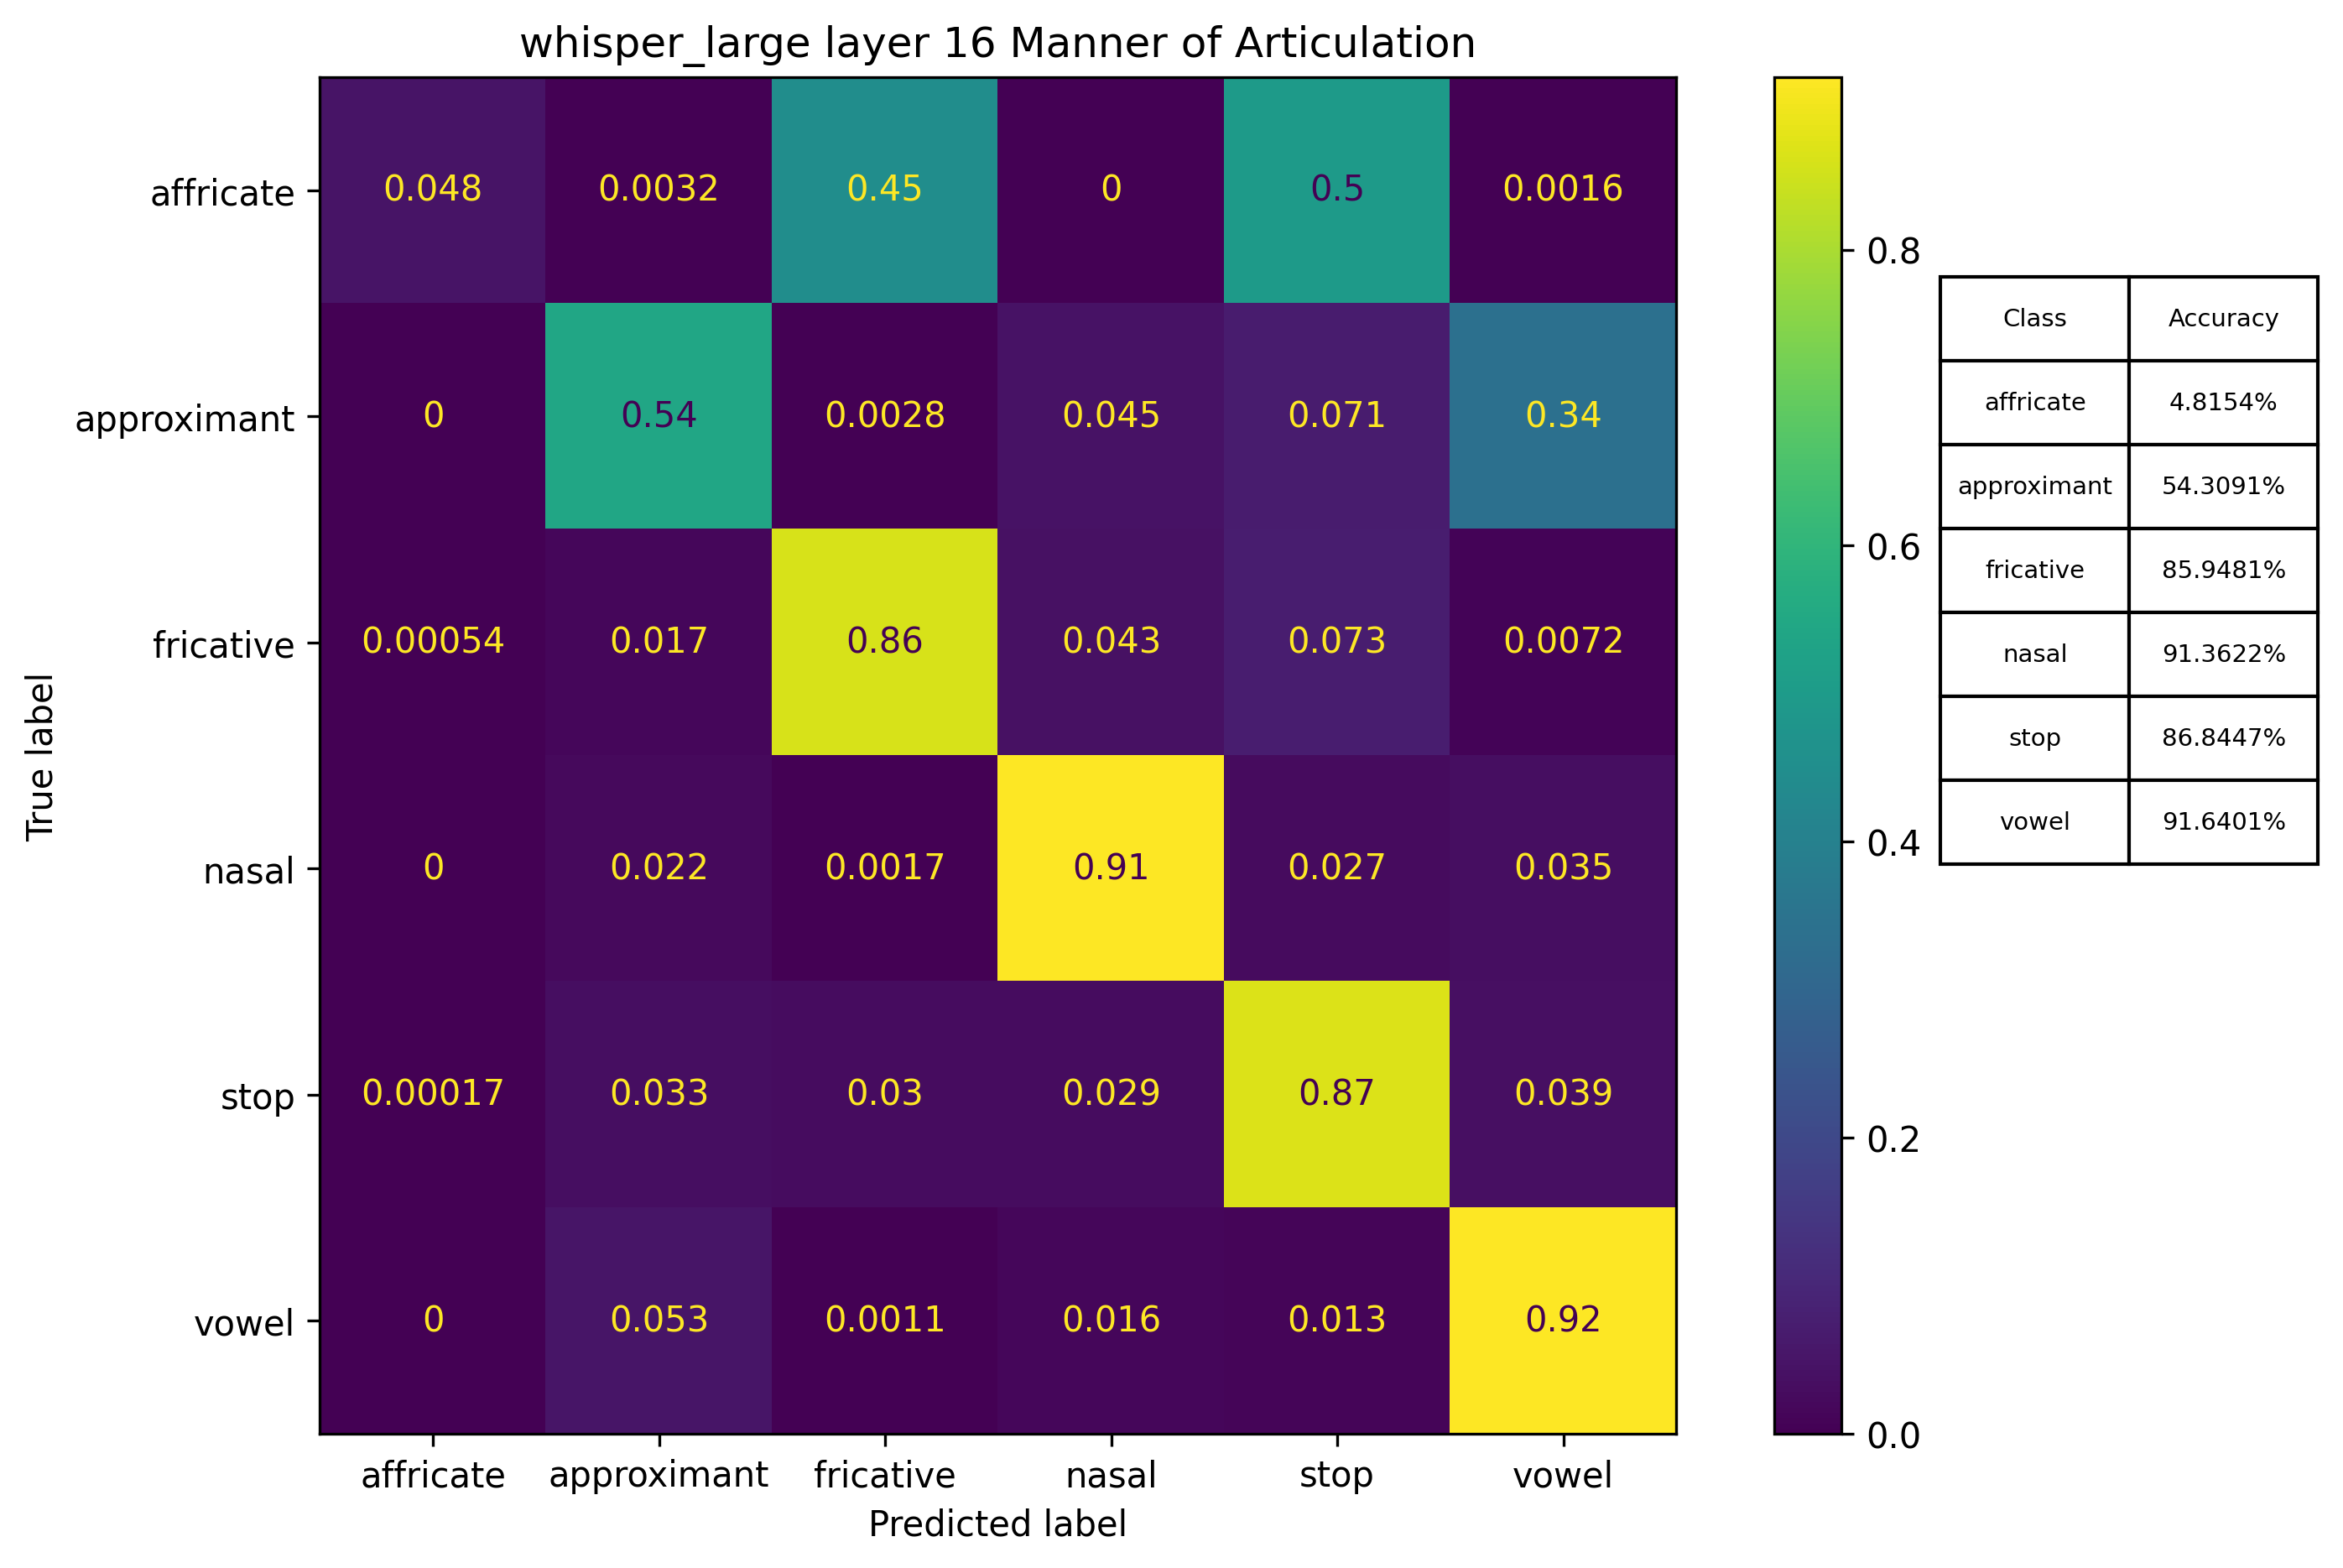 whisper_large layer 16 Manner of Articulation
True label
affricate 0.048 0.0032 0.45 0 0.5 0.0016
approximant 0 0.54 0.0028 0.045 0.071 0.34
fricative 0.00054 0.017 0.86 0.043 0.073 0.0072
nasal 0 0.022 0.0017 0.91 0.027 0.035
stop 0.00017 0.033 0.03 0.029 0.87 0.039
vowel 0 0.053 0.0011 0.016 0.013 0.92
affricate approximant fricative nasal stop vowel
Predicted label
0.8
0.6
0.4
0.2
0.0
Class Accuracy
affricate 4.8154%
approximant 54.3091%
fricative 85.9481%
nasal 91.3622%
stop 86.8447%
vowel 91.6401%